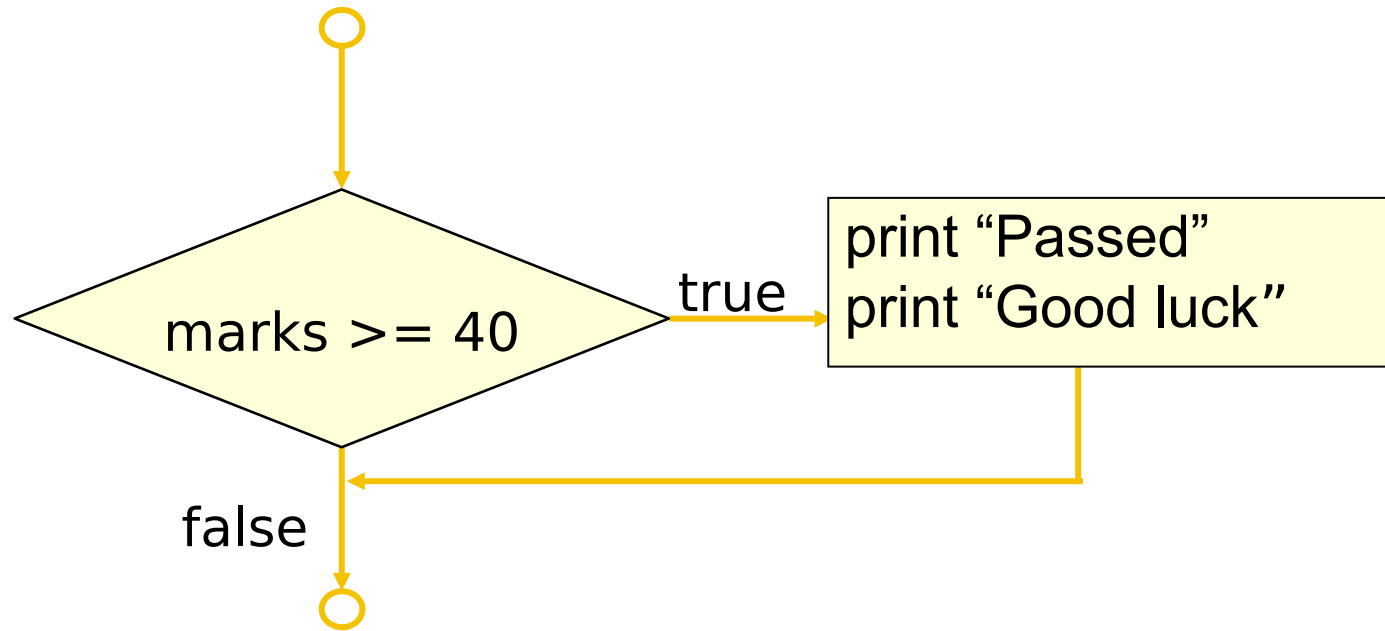 marks >= 40
true
print “Passed”
print “Good luck”
false